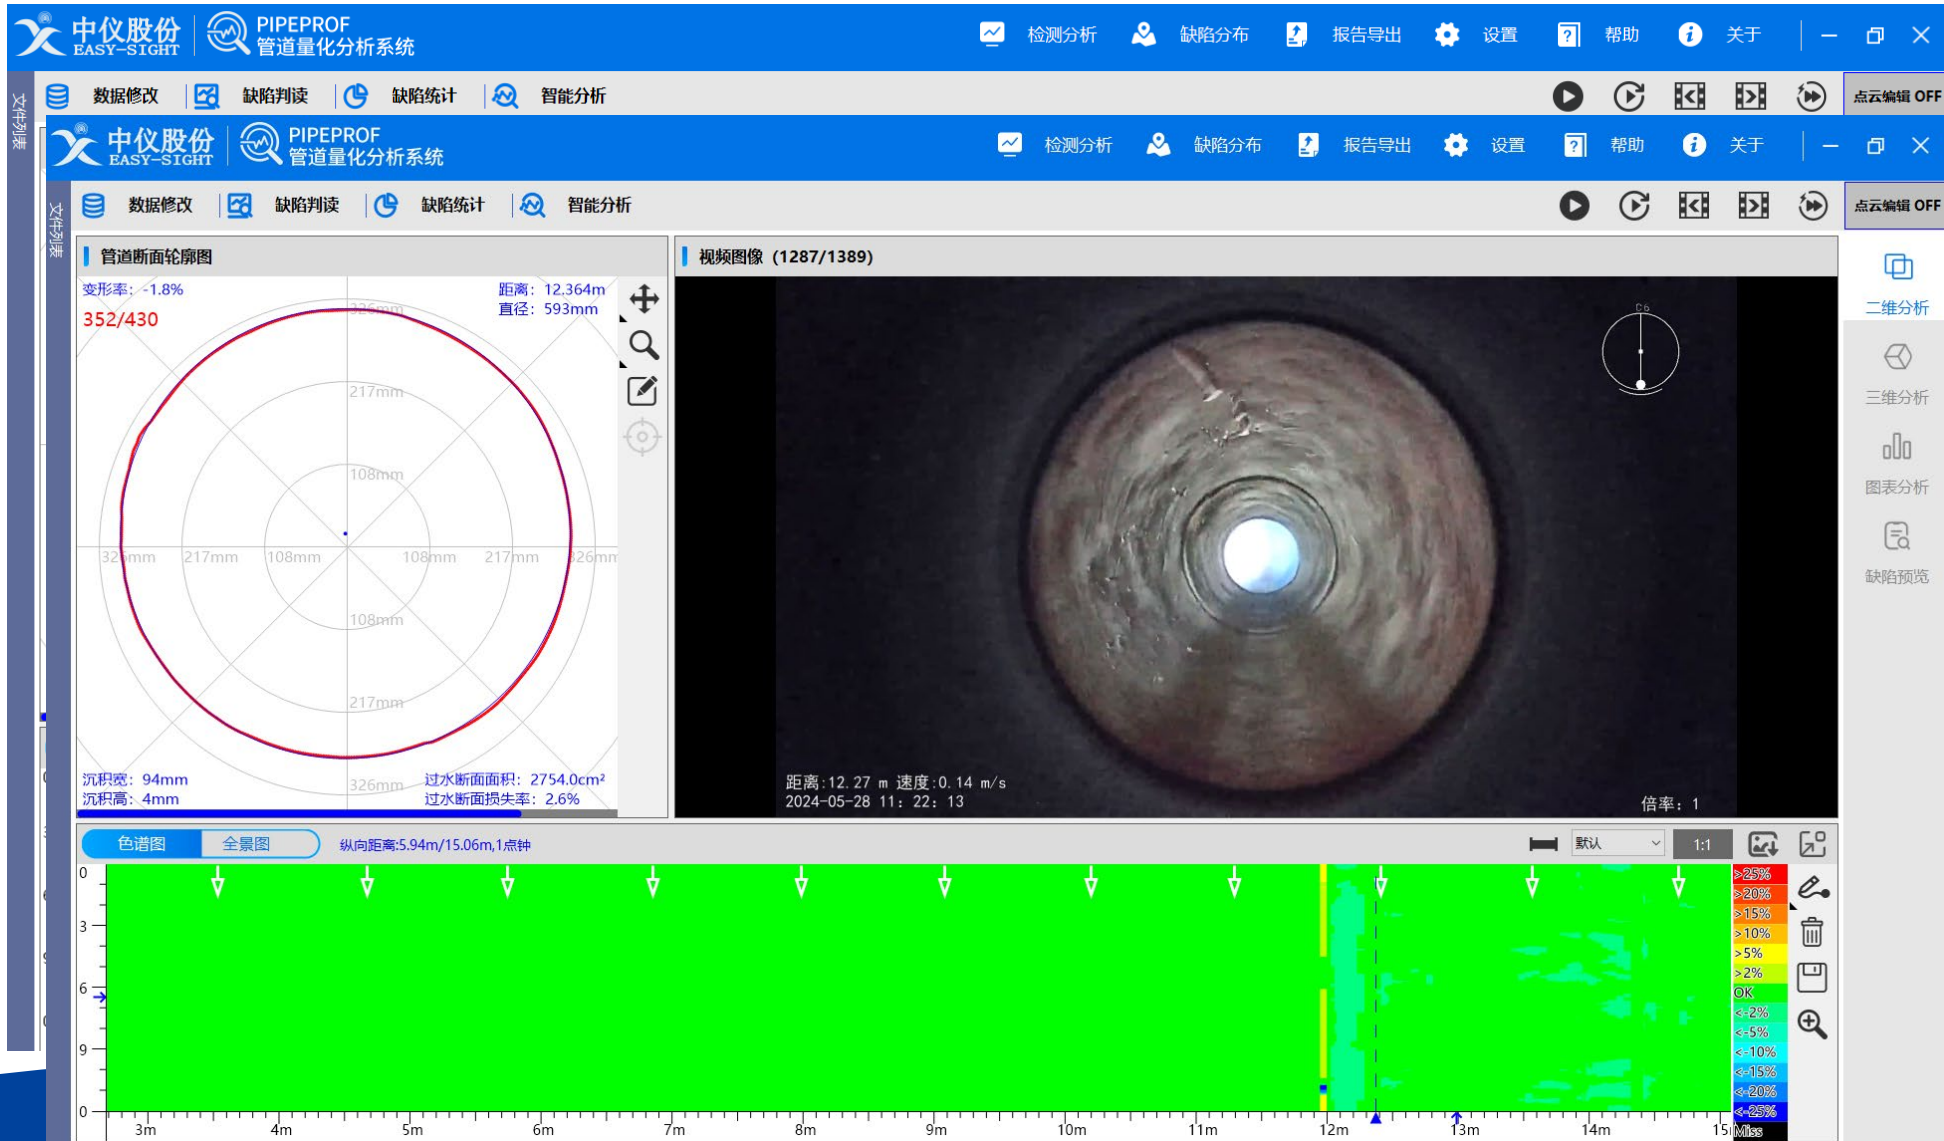 中仪股份 EASY-SIGHT PIPEPROF 管道量化分析系统 检测分析 缺陷分布 报告导出 设置 帮助 关于
文件列表
数据修改 缺陷判读 缺陷统计 智能分析 点云编辑 OFF
中仪股份 EASY-SIGHT PIPEPROF 管道量化分析系统 检测分析 缺陷分布 报告导出 设置 帮助 关于
文件列表
数据修改 缺陷判读 缺陷统计 智能分析 点云编辑 OFF
管道断面轮廓图
变形率: -1.8%
352/430
距离: 12.364m
直径: 593mm
326mm
217mm
108mm
326mm 217mm 108mm 108mm 217mm 326mm
108mm
217mm
326mm
沉积宽: 94mm
沉积高: 4mm
过水断面面积: 2754.0cm²
过水断面损失率: 2.6%
视频图像 (1287/1389)
C6
距离:12.27 m 速度:0.14 m/s
2024-05-28 11: 22: 13
倍率: 1
二维分析
三维分析
图表分析
缺陷预览
色谱图 全景图 纵向距离:5.94m/15.06m,1点钟 默认 1:1
0
3
6
9
0
3m 4m 5m 6m 7m 8m 9m 10m 11m 12m 13m 14m
>25%
>20%
>15%
>10%
>5%
>2%
OK
<-2%
<-5%
<-10%
<-15%
<-20%
<-25%
Miss